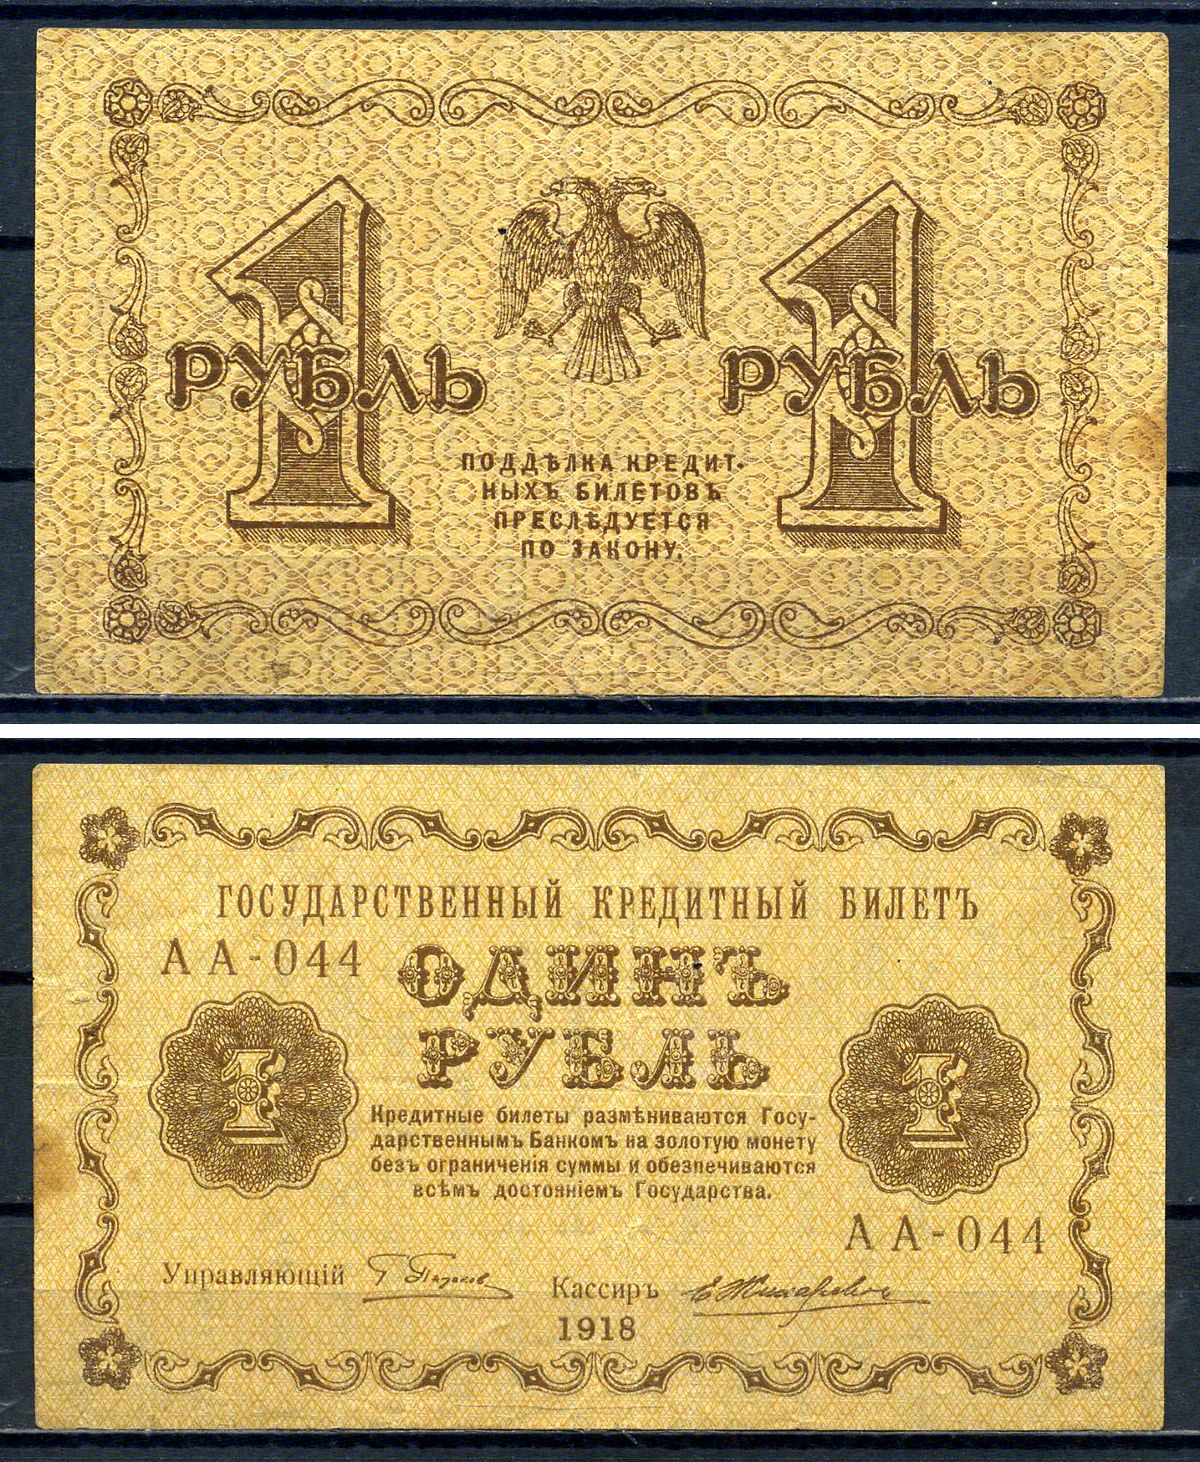 1 1
РУБЛЬ РУБЛЬ
ПОДДѢЛКА КРЕДИТ-
НЫХЪ БИЛЕТОВЪ
ПРЕСЛѢДУЕТСЯ
ПО ЗАКОНУ.
ГОСУДАРСТВЕННЫЙ КРЕДИТНЫЙ БИЛЕТЪ
АА-044
ОДИНЪ
РУБЛЬ
1 1
Кредитные билеты размѣниваются Госу-
дарственнымъ Банкомъ на золотую монету
безъ ограниченія суммы и обезпечиваются
всѣмъ достояніемъ Государства.
АА-044
Управляющій Кассиръ
1918